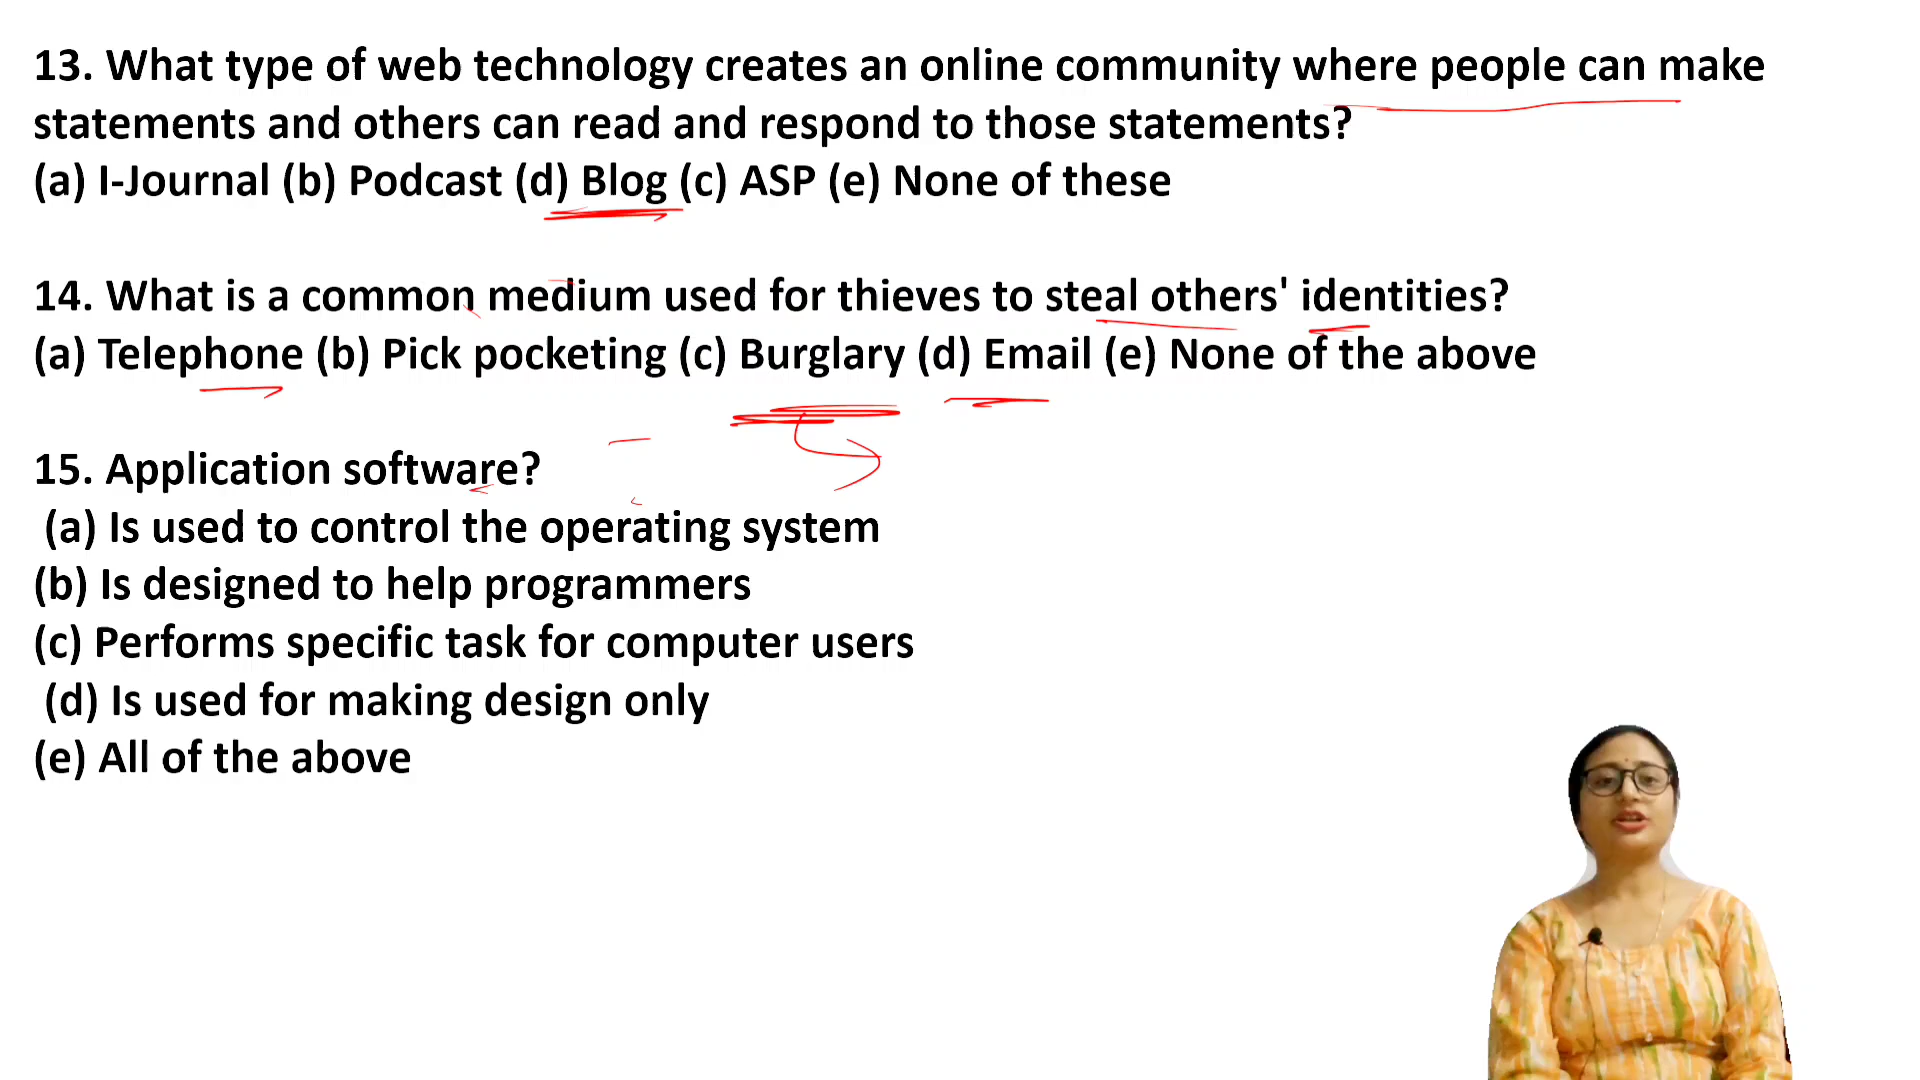 13. What type of web technology creates an online community where people can make
statements and others can read and respond to those statements?
(a) I-Journal (b) Podcast (d) Blog (c) ASP (e) None of these
14. What is a common medium used for thieves to steal others' identities?
(a) Telephone (b) Pick pocketing (c) Burglary (d) Email (e) None of the above
15. Application software?
(a) Is used to control the operating system
(b) Is designed to help programmers
(c) Performs specific task for computer users
(d) Is used for making design only
(e) All of the above